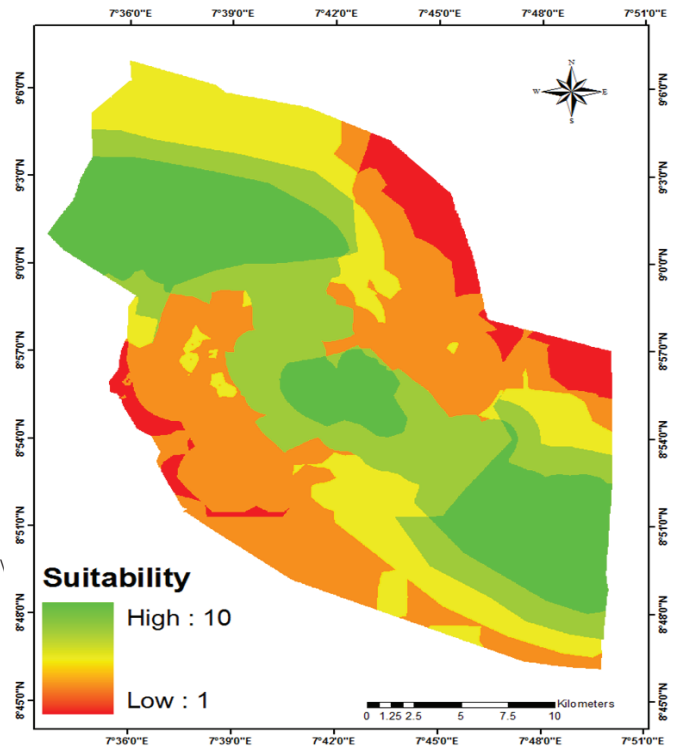 7°36'0"E 7°39'0"E 7°42'0"E 7°45'0"E 7°48'0"E 7°51'0"E
N
W E
S
9°6'0"N 9°6'0"N
9°3'0"N 9°3'0"N
9°0'0"N 9°0'0"N
8°57'0"N 8°57'0"N
8°54'0"N 8°54'0"N
8°51'0"N 8°51'0"N
8°48'0"N 8°48'0"N
8°45'0"N 8°45'0"N
Suitability
High : 10
Low : 1
Kilometers
0 1.25 2.5 5 7.5 10
7°36'0"E 7°39'0"E 7°42'0"E 7°45'0"E 7°48'0"E 7°51'0"E